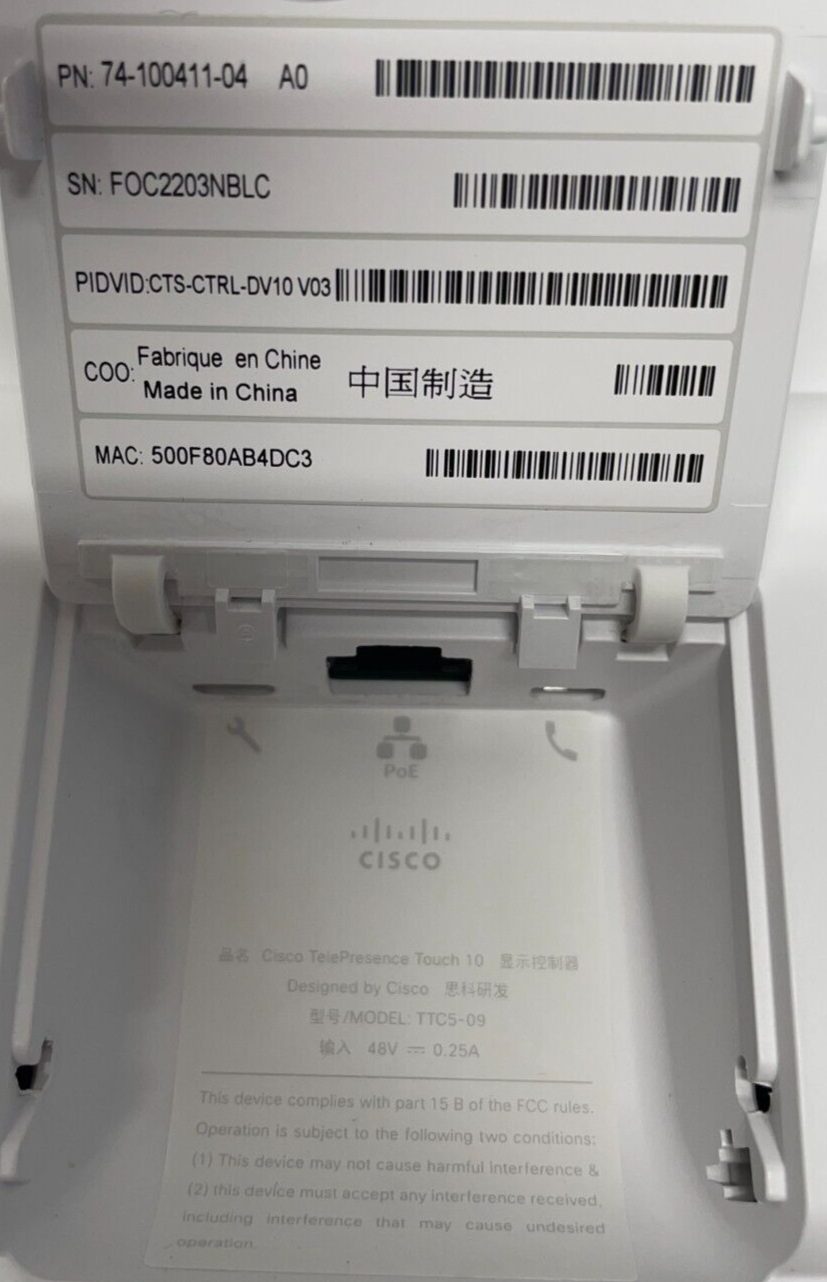 PN: 74-100411-04 A0
SN: FOC2203NBLC
PIDVID:CTS-CTRL-DV10 V03
COO: Fabrique en Chine
Made in China 中国制造
MAC: 500F80AB4DC3
PoE
CISCO
品名 Cisco TelePresence Touch 10 显示控制器
Designed by Cisco 思科研发
型号/MODEL: TTC5-09
输入 48V ⎓ 0.25A
This device complies with part 15 B of the FCC rules.
Operation is subject to the following two conditions:
(1) This device may not cause harmful interference &
(2) this device must accept any interference received,
including interference that may cause undesired
operation.